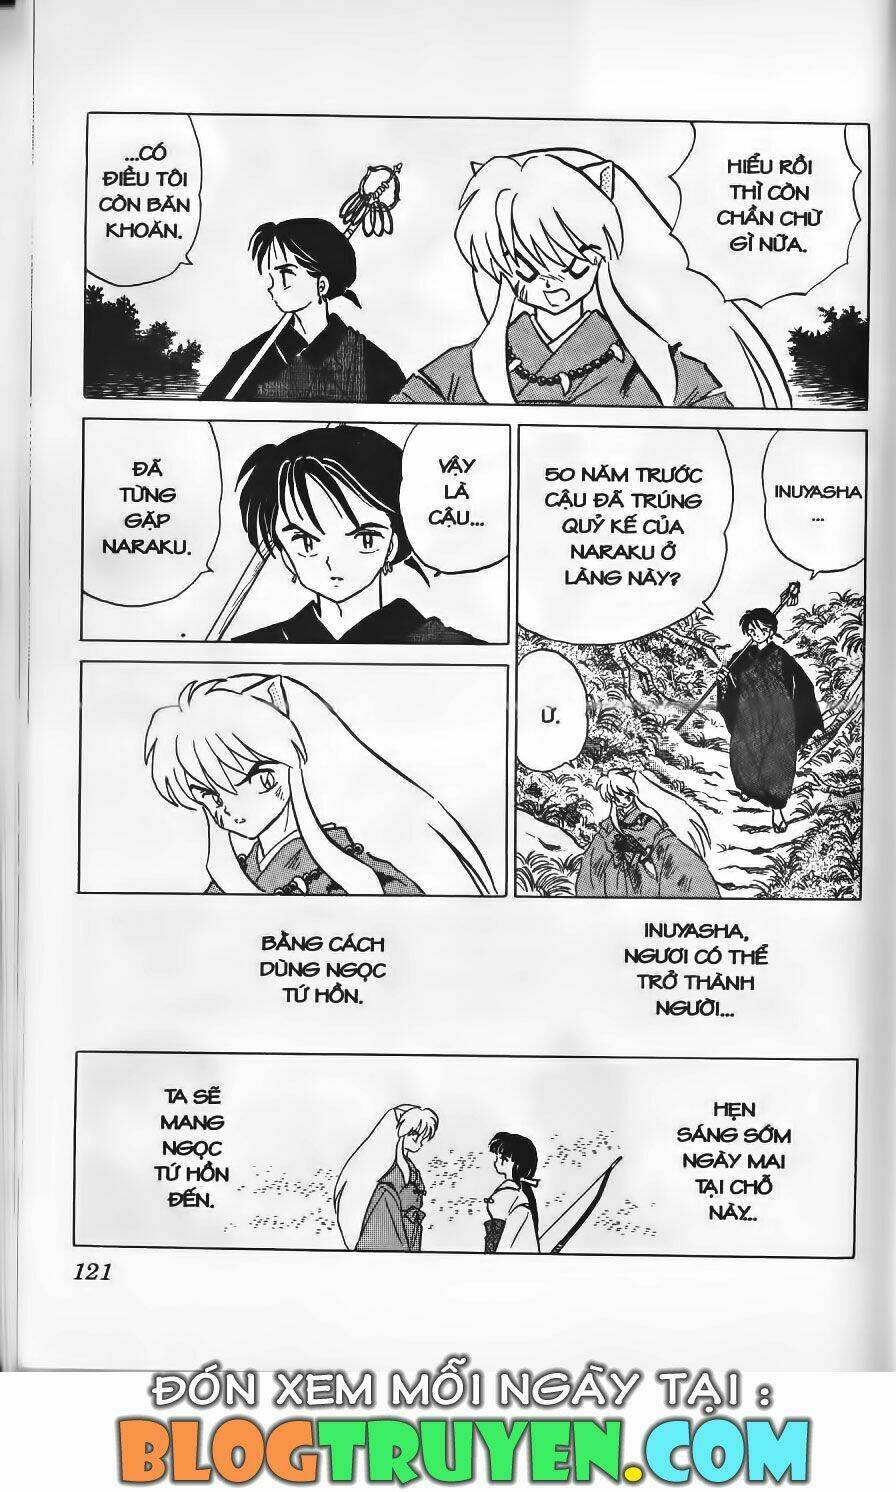 HIỂU RỒI
THÌ CÒN
CHẦN CHỪ
GÌ NỮA.
...CÓ
ĐIỀU TÔI
CÒN BĂN
KHOĂN.
INUYASHA
...
50 NĂM TRƯỚC
CẬU ĐÃ TRÚNG
QUỶ KẾ CỦA
NARAKU Ở
LÀNG NÀY?
Ừ.
VẬY
LÀ
CẬU...
ĐÃ
TỪNG
GẶP
NARAKU.
INUYASHA,
NGƯƠI CÓ THỂ
TRỞ THÀNH
NGƯỜI...
BẰNG CÁCH
DÙNG NGỌC
TỨ HỒN.
HẸN
SÁNG SỚM
NGÀY MAI
TẠI CHỖ
NÀY...
TA SẼ
MANG
NGỌC
TỨ HỒN
ĐẾN.
121
ĐÓN XEM MỖI NGÀY TẠI :
BLOGTRUYEN.COM